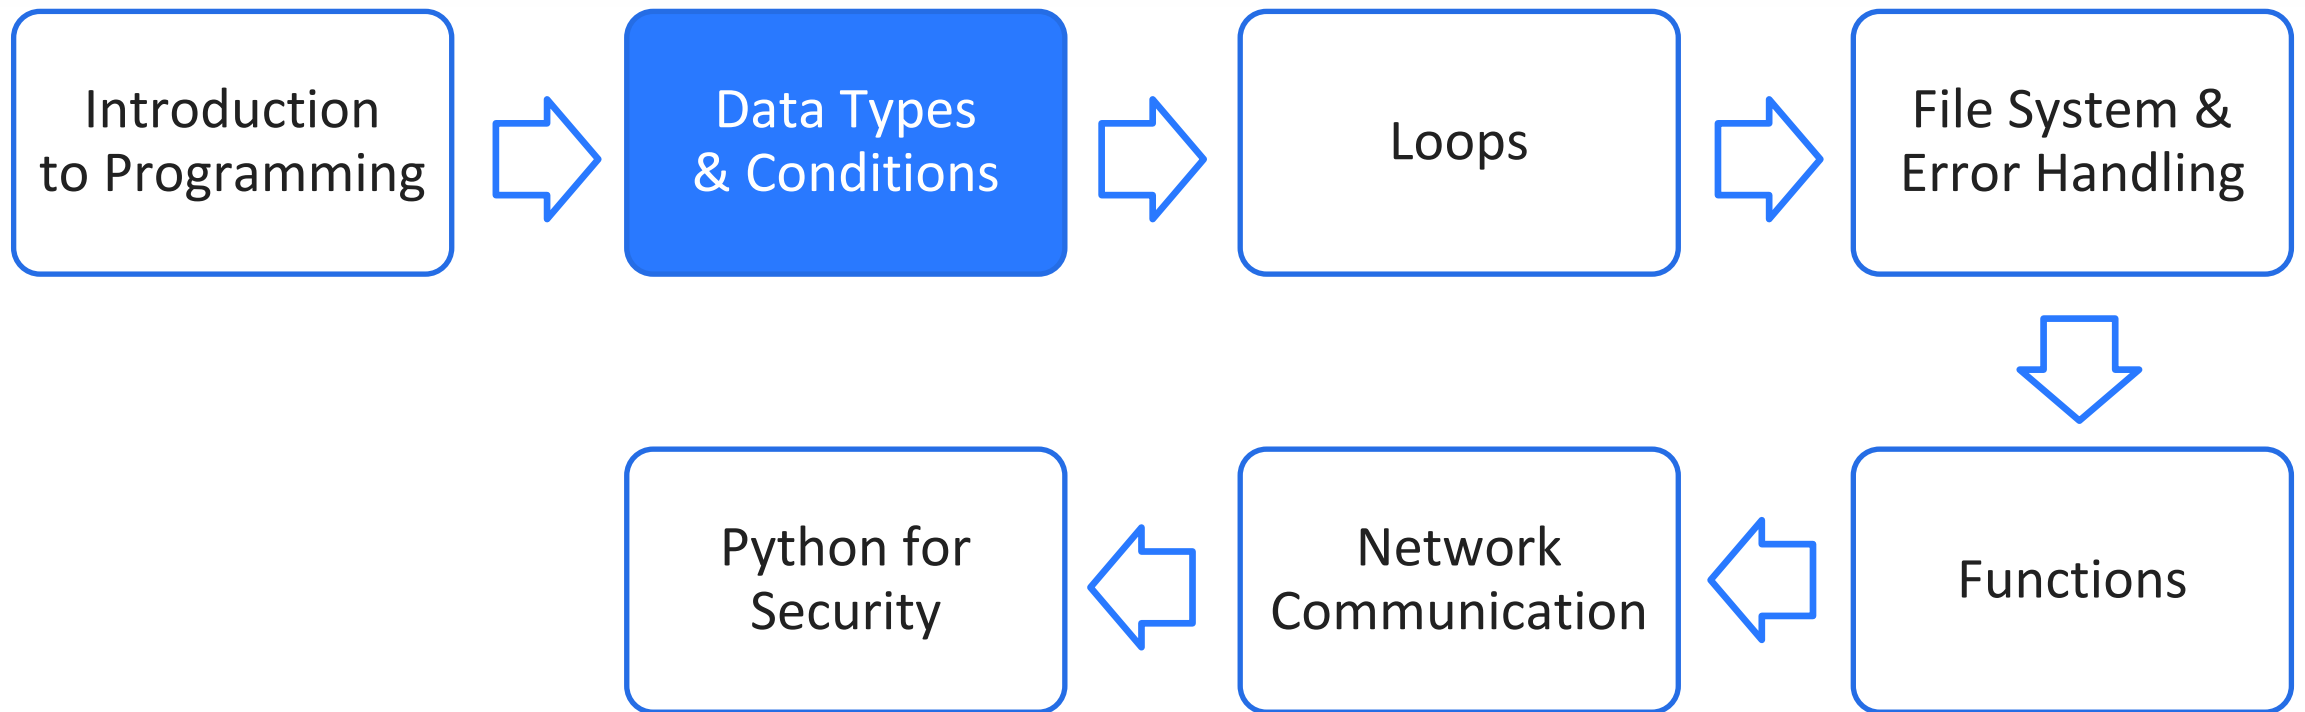 Introduction
to Programming
Data Types
& Conditions
Loops
File System &
Error Handling
Functions
Network
Communication
Python for
Security